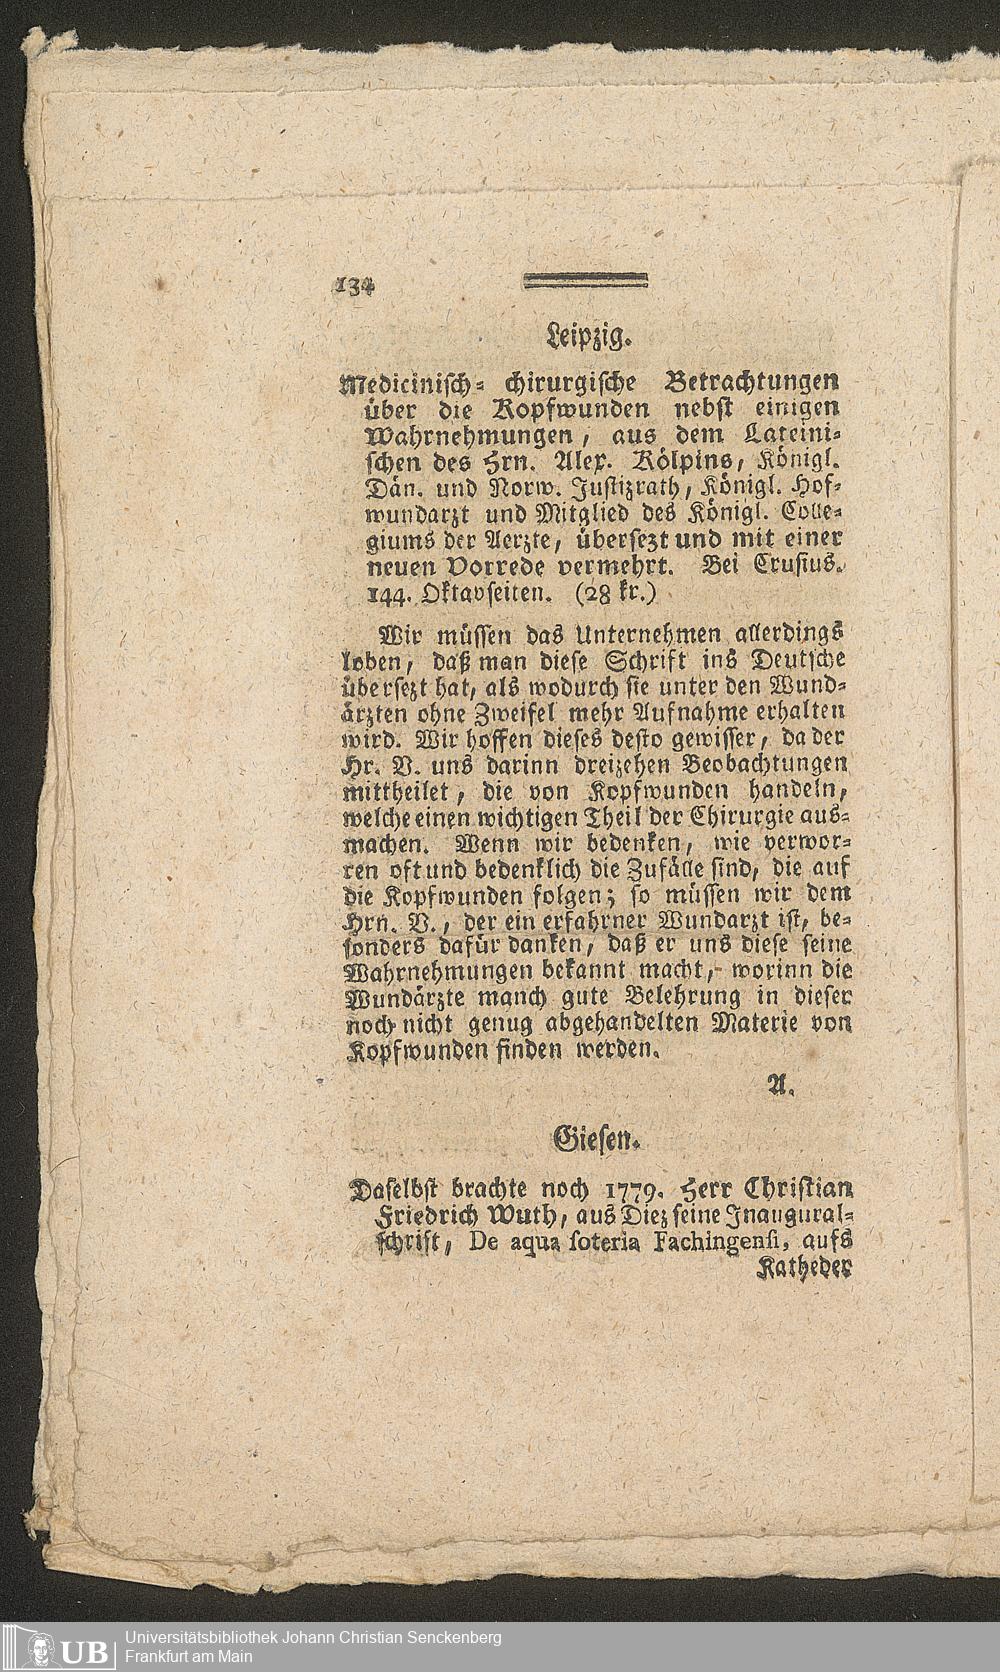 134
Leipzig.
Medicinisch- chirurgische Betrachtungen
über die Kopfwunden nebst einigen
Wahrnehmungen, aus dem Lateini-
schen des Hrn. Alex. Kölpins, Königl.
Dän. und Norw. Justizrath, Königl. Hof-
wundarzt und Mitglied des Königl. Colle-
giums der Aerzte, übersezt und mit einer
neuen Vorrede vermehrt. Bei Crusius.
144. Oktavseiten. (28 kr.)
Wir müssen das Unternehmen allerdings
loben, daß man diese Schrift ins Deutsche
übersezt hat, als wodurch sie unter den Wund-
ärzten ohne Zweifel mehr Aufnahme erhalten
wird. Wir hoffen dieses desto gewisser, da der
Hr. V. uns darinn dreizehen Beobachtungen
mittheilet, die von Kopfwunden handeln,
welche einen wichtigen Theil der Chirurgie aus-
machen. Wenn wir bedenken, wie verwor-
ren oft und bedenklich die Zufälle sind, die auf
die Kopfwunden folgen; so müssen wir dem
Hrn. V., der ein erfahrner Wundarzt ist, be-
sonders dafür danken, daß er uns diese seine
Wahrnehmungen bekannt macht, worinn die
Wundärzte manch gute Belehrung in dieser
noch nicht genug abgehandelten Materie von
Kopfwunden finden werden.
A.
Giesen.
Daselbst brachte noch 1779. Herr Christian
Friedrich Wuth, aus Diez seine Inaugural-
schrift, De aqua soteria Fachingensi, aufs
Katheder
UB
Universitätsbibliothek Johann Christian Senckenberg
Frankfurt am Main